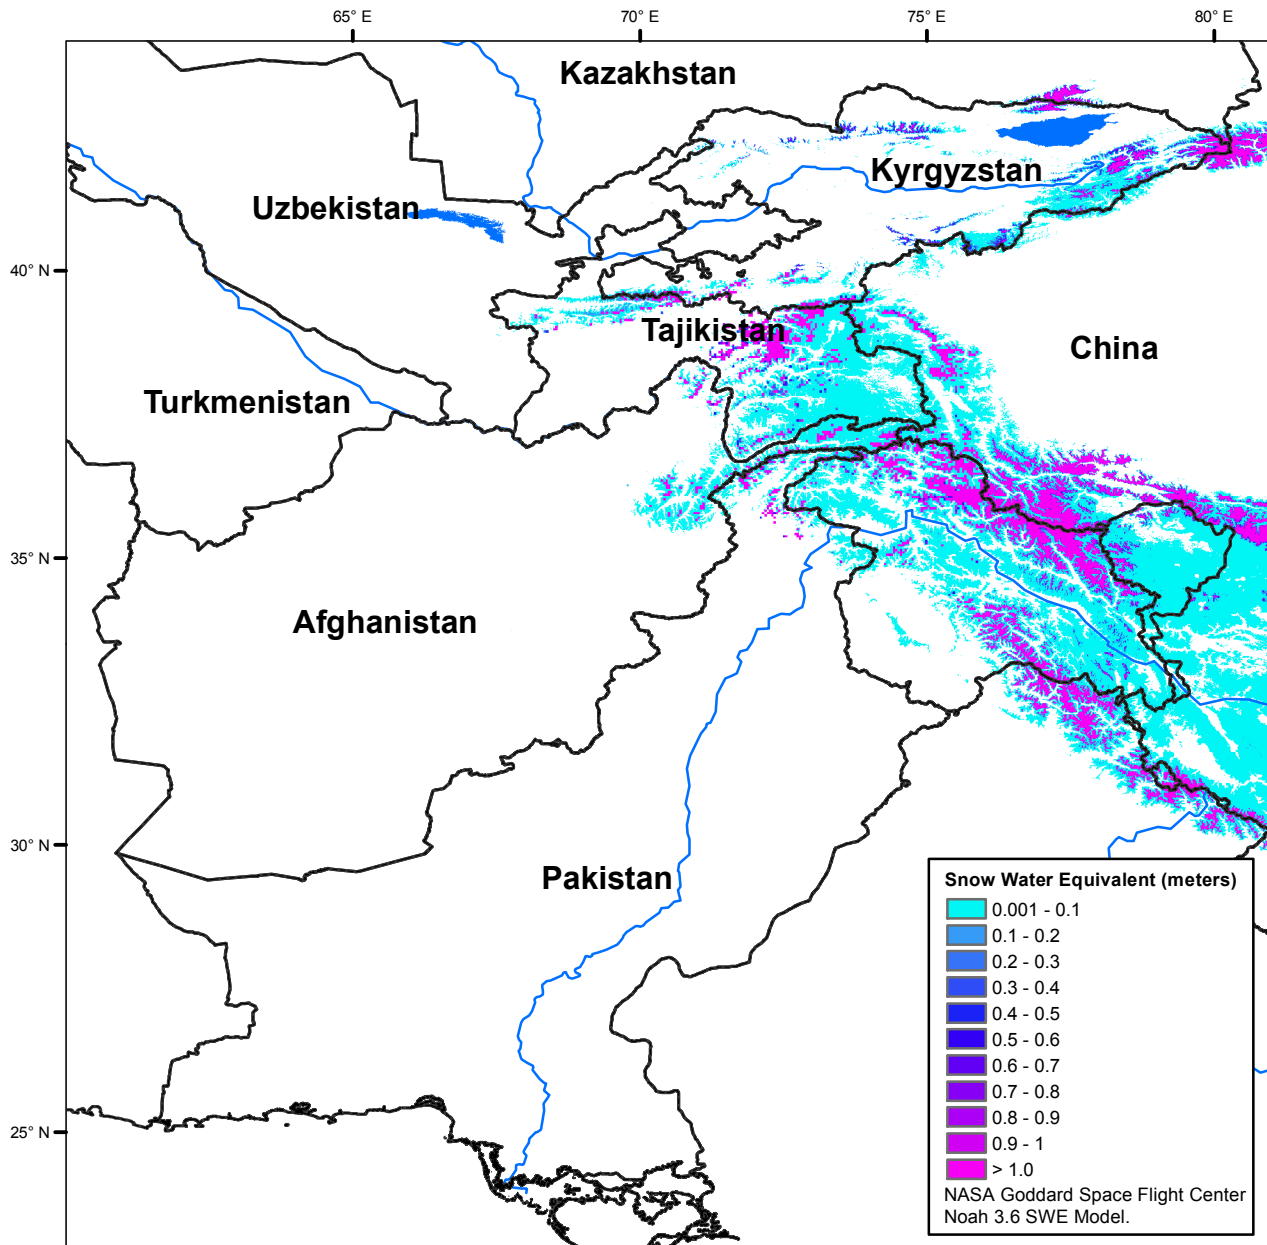 65° E
70° E
75° E
80° E
Kazakhstan
Kyrgyzstan
Uzbekistan
40° N
Tajikistan
China
Turkmenistan
35° N
Afghanistan
30° N
Pakistan
25° N
Snow Water Equivalent (meters)
0.001 - 0.1
0.1 - 0.2
0.2 - 0.3
0.3 - 0.4
0.4 - 0.5
0.5 - 0.6
0.6 - 0.7
0.7 - 0.8
0.8 - 0.9
0.9 - 1
> 1.0
NASA Goddard Space Flight Center
Noah 3.6 SWE Model.